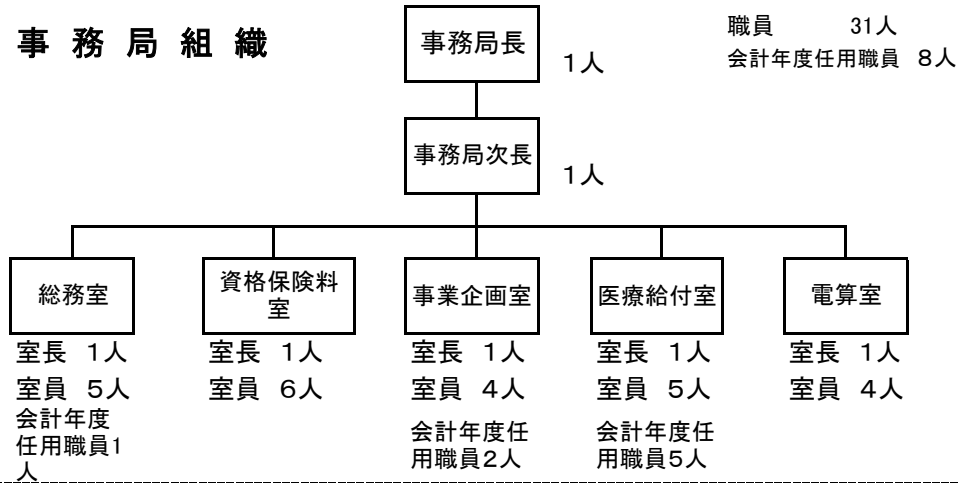 事 務 局 組 織
職員 31人
会計年度任用職員 8人
事務局長
1人
事務局次長
1人
総務室
室長 1人
室員 5人
会計年度
任用職員1
人
資格保険料
室
室長 1人
室員 6人
事業企画室
室長 1人
室員 4人
会計年度任
用職員2人
医療給付室
室長 1人
室員 5人
会計年度任
用職員5人
電算室
室長 1人
室員 4人